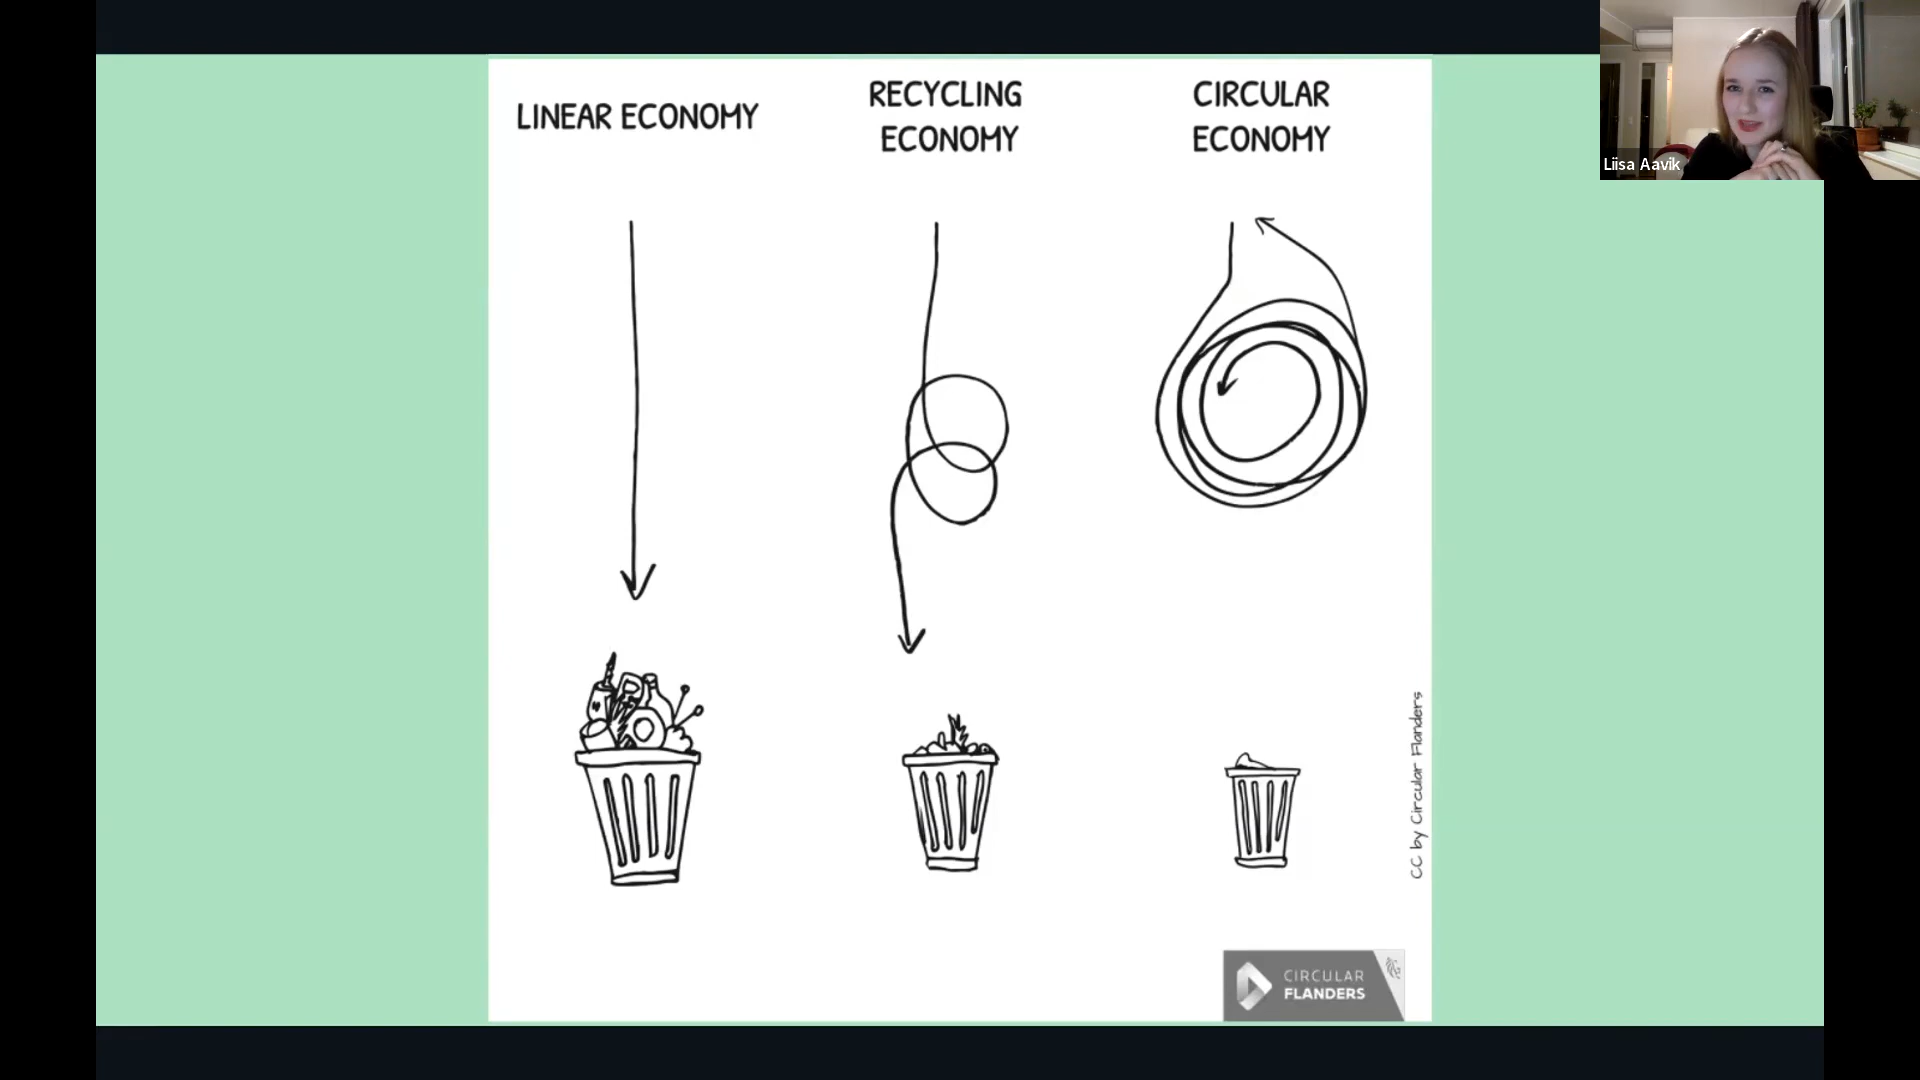 LINEAR ECONOMY
RECYCLING
ECONOMY
CIRCULAR
ECONOMY
Liisa Aavik
CC by Circular Flanders
CIRCULAR
FLANDERS